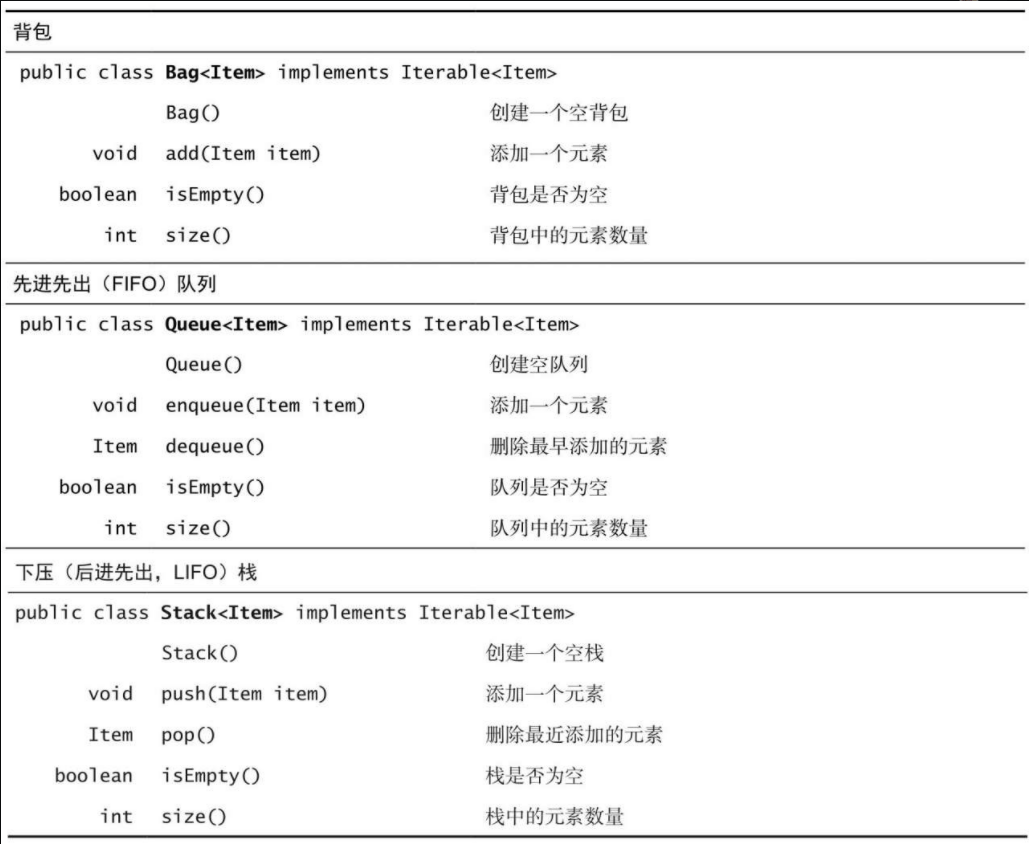 背包
public class Bag<Item> implements Iterable<Item>
Bag() 创建一个空背包
void add(Item item) 添加一个元素
boolean isEmpty() 背包是否为空
int size() 背包中的元素数量
先进先出（FIFO）队列
public class Queue<Item> implements Iterable<Item>
Queue() 创建空队列
void enqueue(Item item) 添加一个元素
Item dequeue() 删除最早添加的元素
boolean isEmpty() 队列是否为空
int size() 队列中的元素数量
下压（后进先出，LIFO）栈
public class Stack<Item> implements Iterable<Item>
Stack() 创建一个空栈
void push(Item item) 添加一个元素
Item pop() 删除最近添加的元素
boolean isEmpty() 栈是否为空
int size() 栈中的元素数量